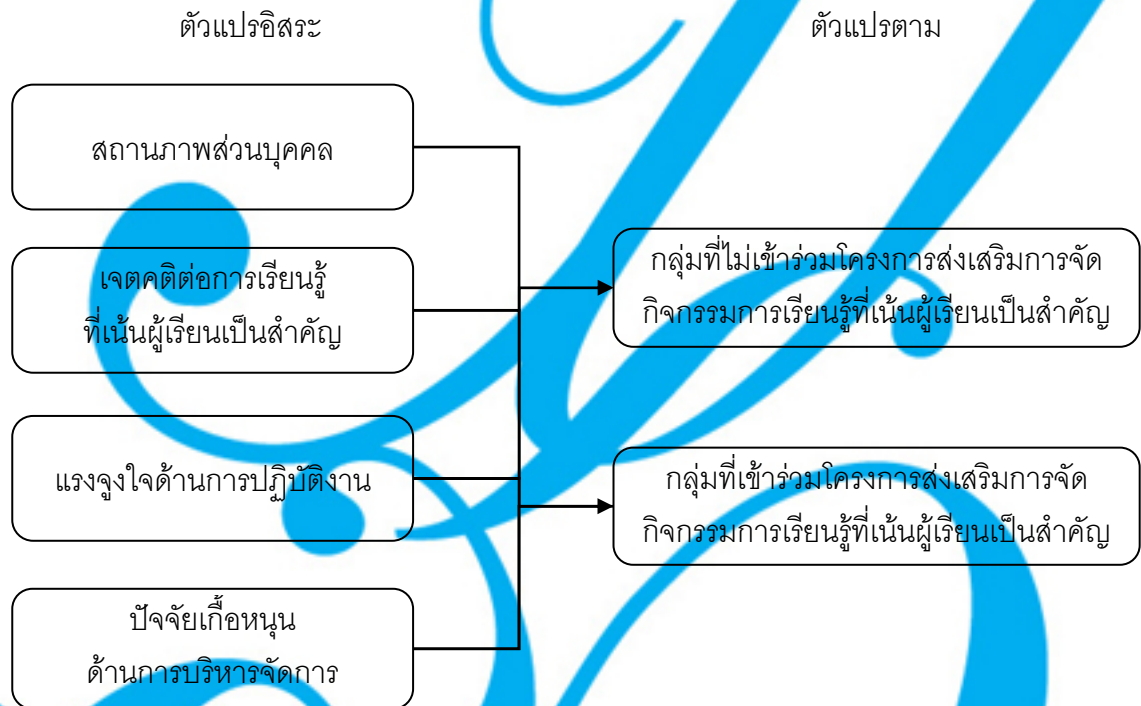 ตัวแปรอิสระ
ตัวแปรตาม
สถานภาพส่วนบุคคล
เจตคติต่อการเรียนรู้
ที่เน้นผู้เรียนเป็นสำคัญ
แรงจูงใจด้านการปฏิบัติงาน
ปัจจัยเกื้อหนุน
ด้านการบริหารจัดการ
กลุ่มที่ไม่เข้าร่วมโครงการส่งเสริมการจัด
กิจกรรมการเรียนรู้ที่เน้นผู้เรียนเป็นสำคัญ
กลุ่มที่เข้าร่วมโครงการส่งเสริมการจัด
กิจกรรมการเรียนรู้ที่เน้นผู้เรียนเป็นสำคัญ